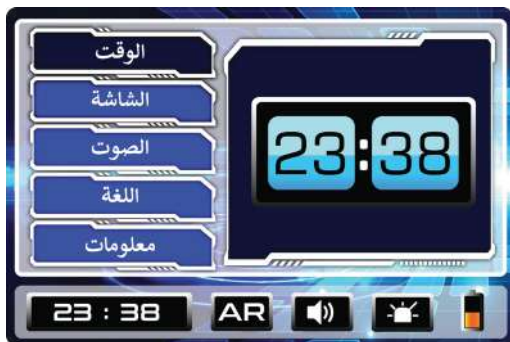 الوقت
الشاشة
الصوت
اللغة
معلومات
23:38
23 : 38
AR